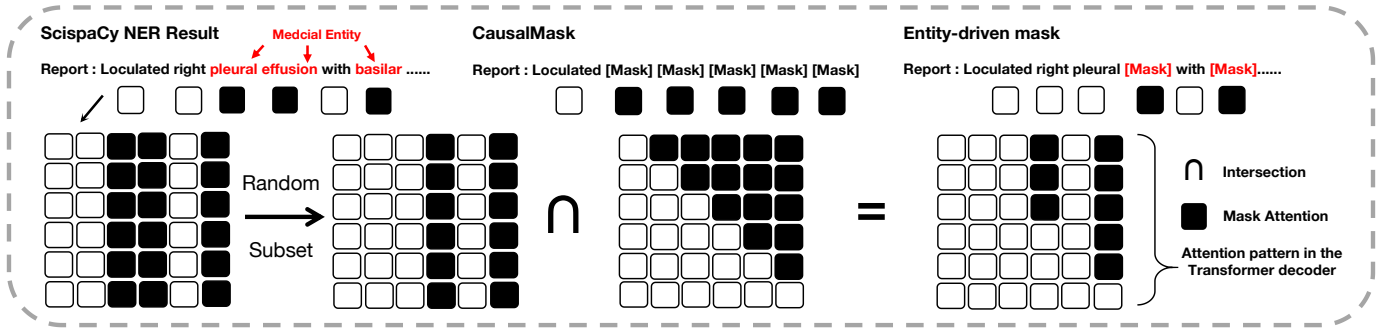 ScispaCy NER Result
Medcial Entity
Report : Loculated right pleural effusion with basilar ......
Random
Subset
CausalMask
Report : Loculated [Mask] [Mask] [Mask] [Mask] [Mask]
∩
=
Entity-driven mask
Report : Loculated right pleural [Mask] with [Mask]......
∩ Intersection
Mask Attention
Attention pattern in the
Transformer decoder